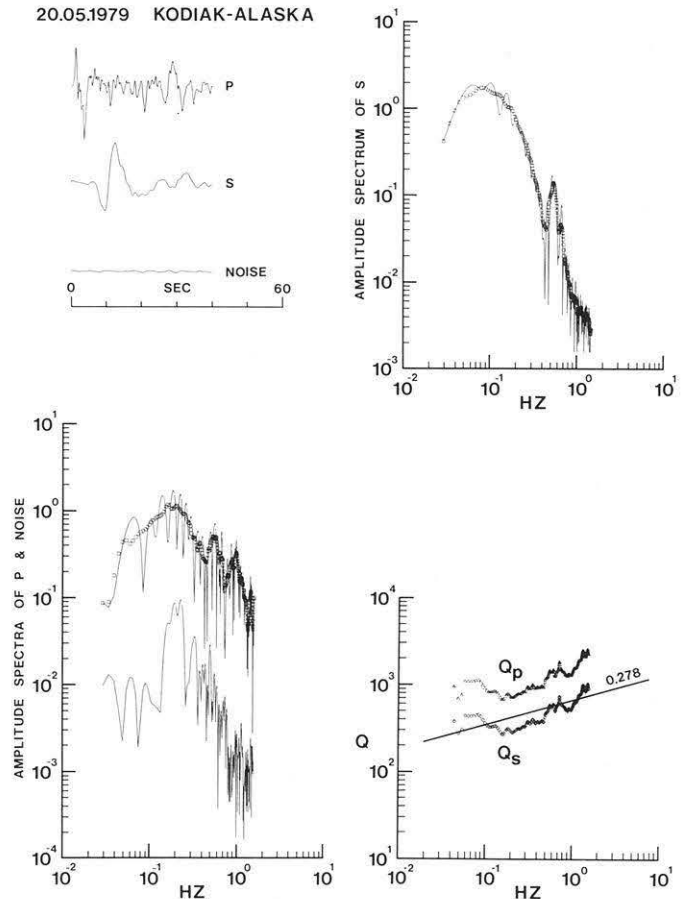 20.05.1979 KODIAK-ALASKA
P
S
NOISE
0 SEC 60
AMPLITUDE SPECTRUM OF S
10¹
10⁰
10⁻¹
10⁻²
10⁻³
10⁻² 10⁻¹ 10⁰ 10¹
HZ
AMPLITUDE SPECTRA OF P & NOISE
10¹
10⁰
10⁻¹
10⁻²
10⁻³
10⁻⁴
10⁻² 10⁻¹ 10⁰ 10¹
HZ
Q
10⁴
10³
10²
10¹
Qp
0.278
Qs
10⁻² 10⁻¹ 10⁰ 10¹
HZ